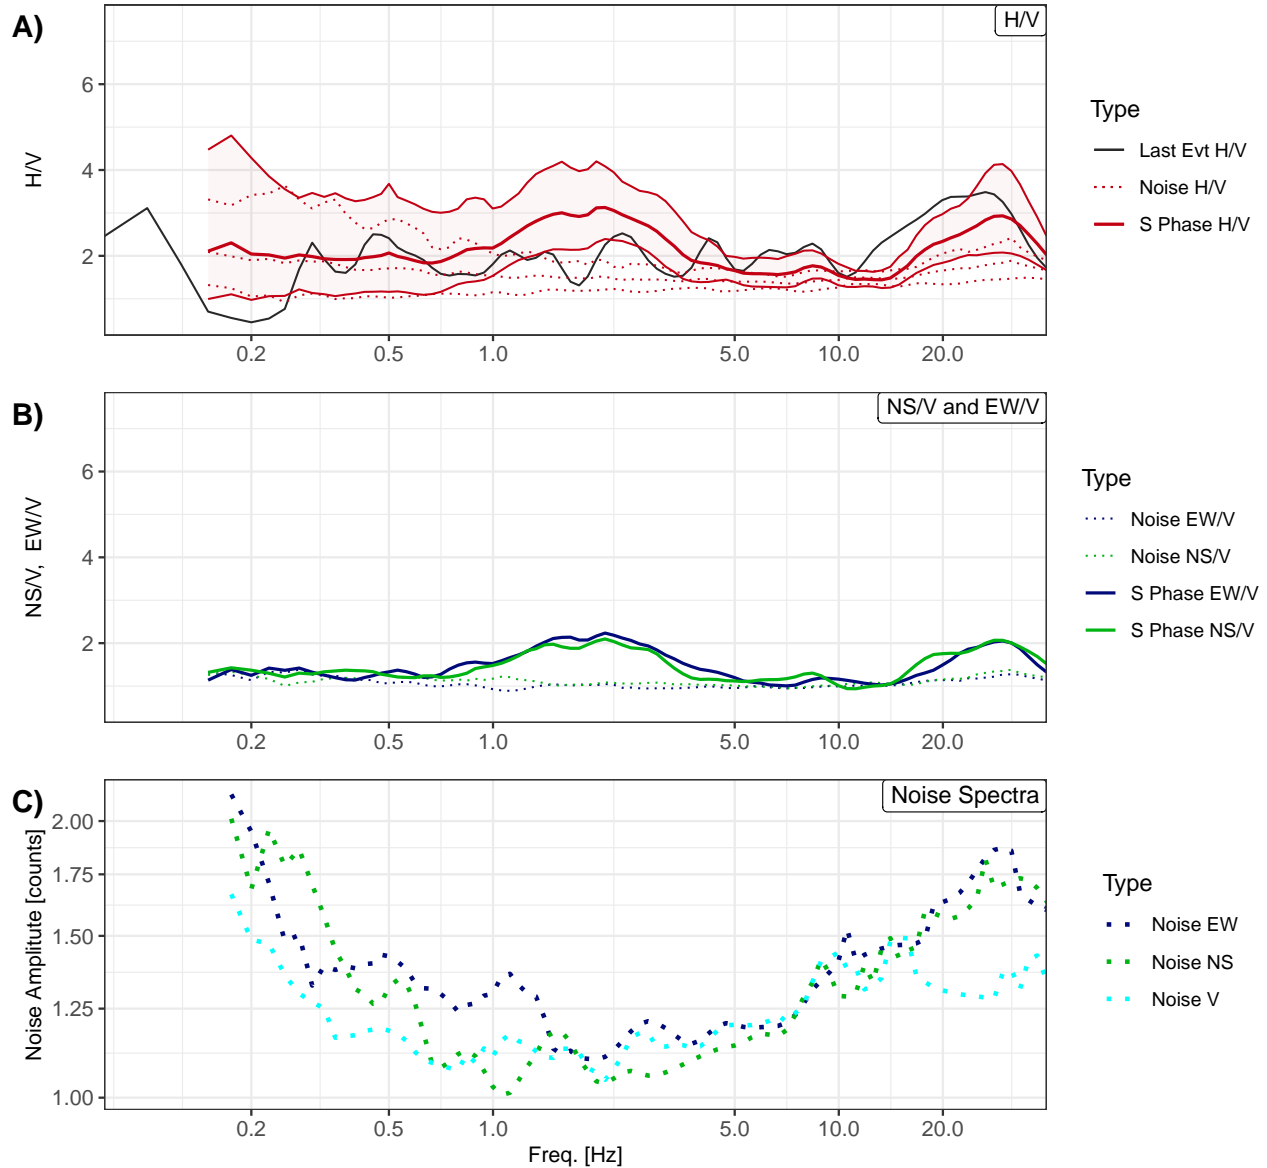 A)
H/V
6
4
2
H/V
0.2 0.5 1.0 5.0 10.0 20.0
Type
Last Evt H/V
Noise H/V
S Phase H/V
B)
NS/V and EW/V
6
4
2
NS/V, EW/V
0.2 0.5 1.0 5.0 10.0 20.0
Type
Noise EW/V
Noise NS/V
S Phase EW/V
S Phase NS/V
C)
Noise Spectra
2.00
1.75
1.50
1.25
1.00
Noise Amplitude [counts]
0.2 0.5 1.0 5.0 10.0 20.0
Freq. [Hz]
Type
Noise EW
Noise NS
Noise V